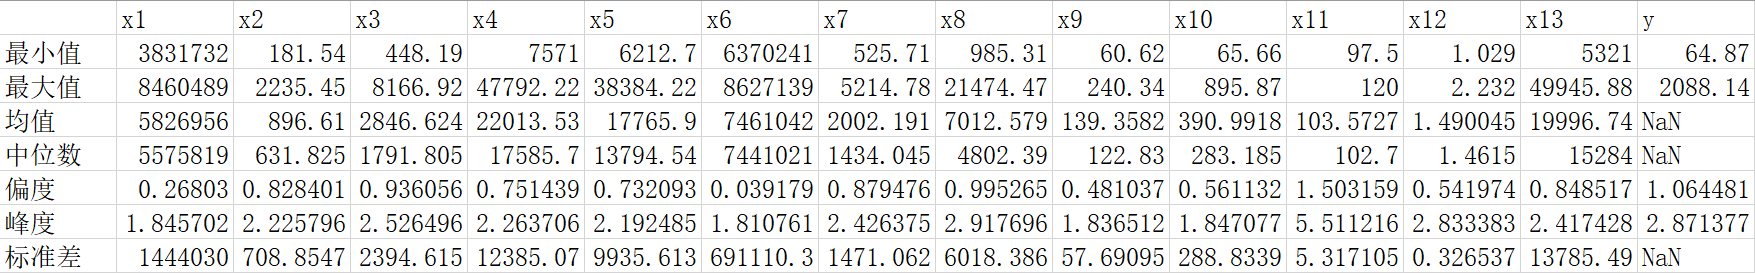 x1 x2 x3 x4 x5 x6 x7 x8 x9 x10 x11 x12 x13 y
最小值 3831732 181.54 448.19 7571 6212.7 6370241 525.71 985.31 60.62 65.66 97.5 1.029 5321 64.87
最大值 8460489 2235.45 8166.92 47792.22 38384.22 8627139 5214.78 21474.47 240.34 895.87 120 2.232 49945.88 2088.14
均值 5826956 896.61 2846.624 22013.53 17765.9 7461042 2002.191 7012.579 139.3582 390.9918 103.5727 1.490045 19996.74 NaN
中位数 5575819 631.825 1791.805 17585.7 13794.54 7441021 1434.045 4802.39 122.83 283.185 102.7 1.4615 15284 NaN
偏度 0.26803 0.828401 0.936056 0.751439 0.732093 0.039179 0.879476 0.995265 0.481037 0.561132 1.503159 0.541974 0.848517 1.064481
峰度 1.845702 2.225796 2.526496 2.263706 2.192485 1.810761 2.426375 2.917696 1.836512 1.847077 5.511216 2.833383 2.417428 2.871377
标准差 1444030 708.8547 2394.615 12385.07 9935.613 691110.3 1471.062 6018.386 57.69095 288.8339 5.317105 0.326537 13785.49 NaN